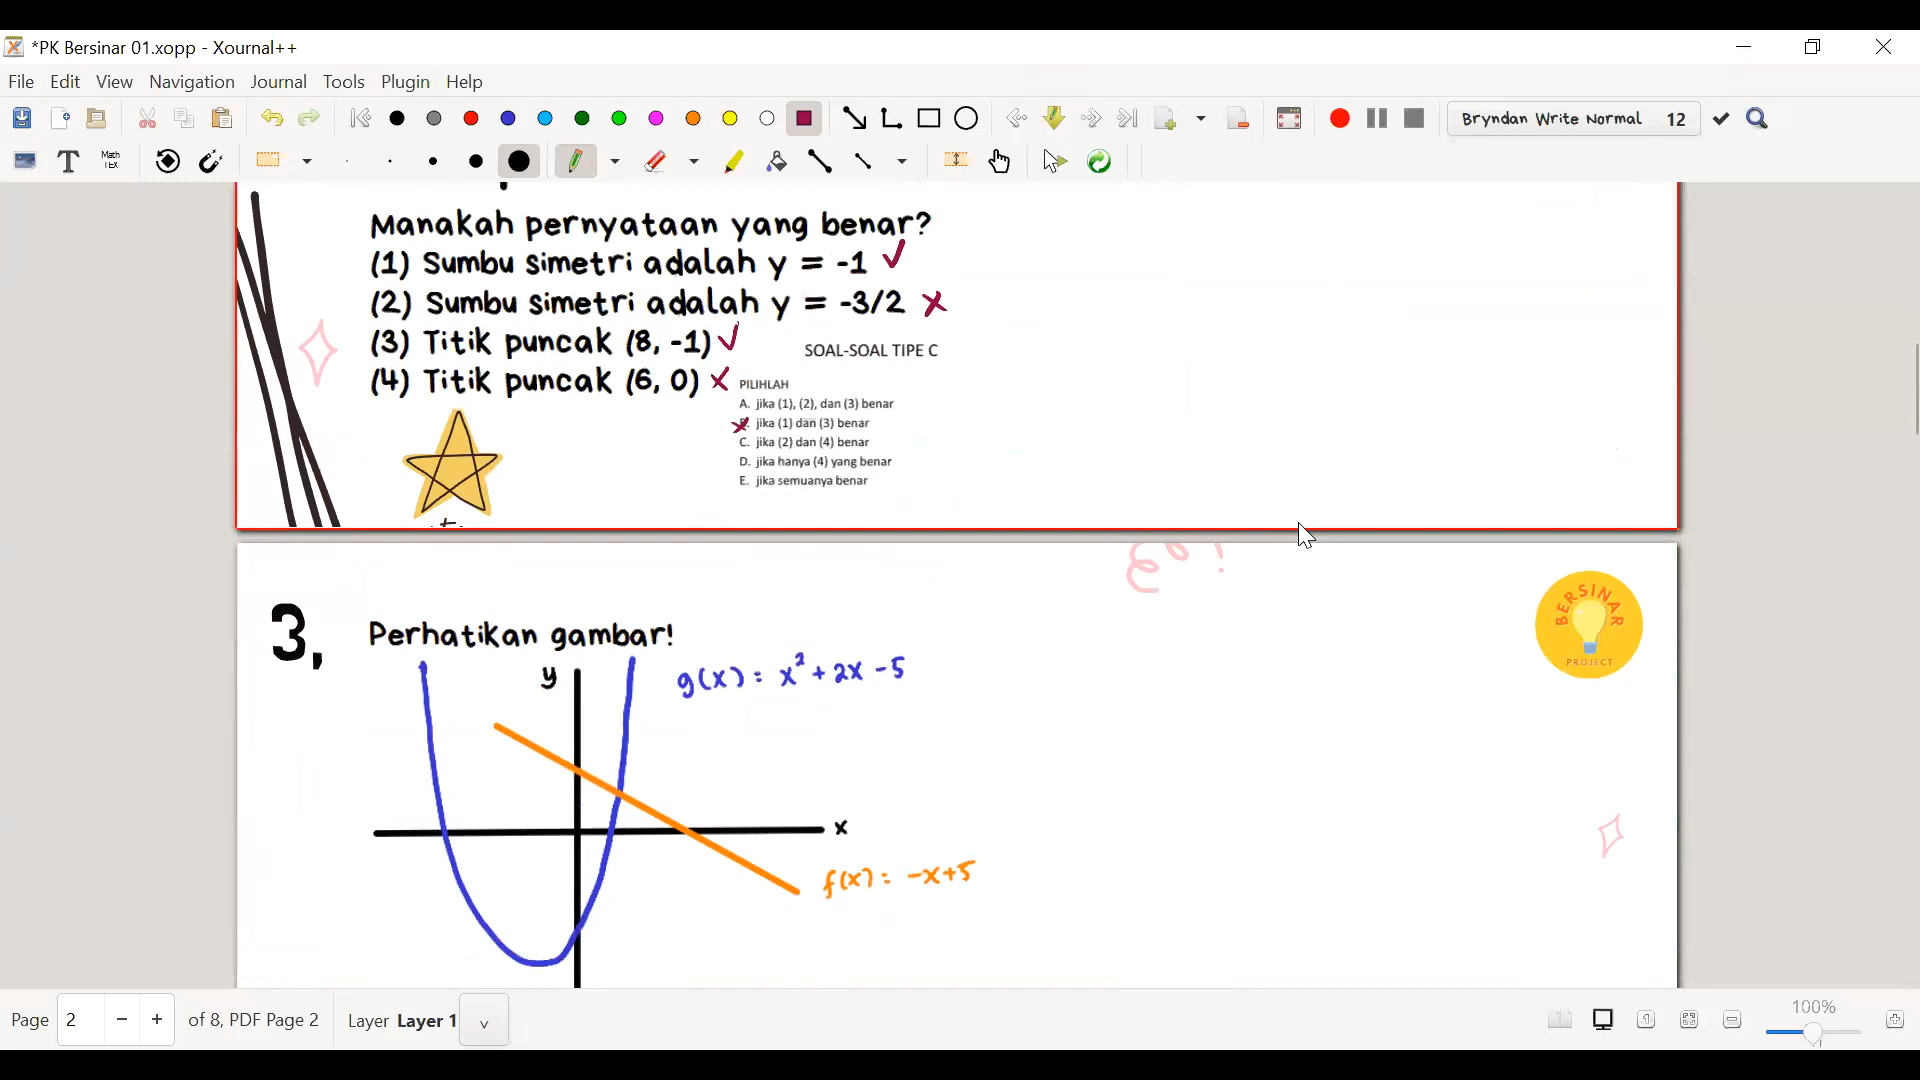 *PK Bersinar 01.xopp - Xournal++
File Edit View Navigation Journal Tools Plugin Help
Bryndan Write Normal 12
T Math TEX
Manakah pernyataan yang benar?
(1) Sumbu simetri adalah y = -1 ✓
(2) Sumbu simetri adalah y = -3/2 ×
(3) Titik puncak (8, -1) ✓
(4) Titik puncak (6, 0) ×
SOAL-SOAL TIPE C
PILIHLAH
A. jika (1), (2), dan (3) benar
B. jika (1) dan (3) benar
C. jika (2) dan (4) benar
D. jika hanya (4) yang benar
E. jika semuanya benar
3,
Perhatikan gambar!
BERSINAR
PROJECT
y
g(x) = x² + 2x - 5
x
f(x) = -x+5
Page 2 of 8, PDF Page 2 Layer Layer 1
100%